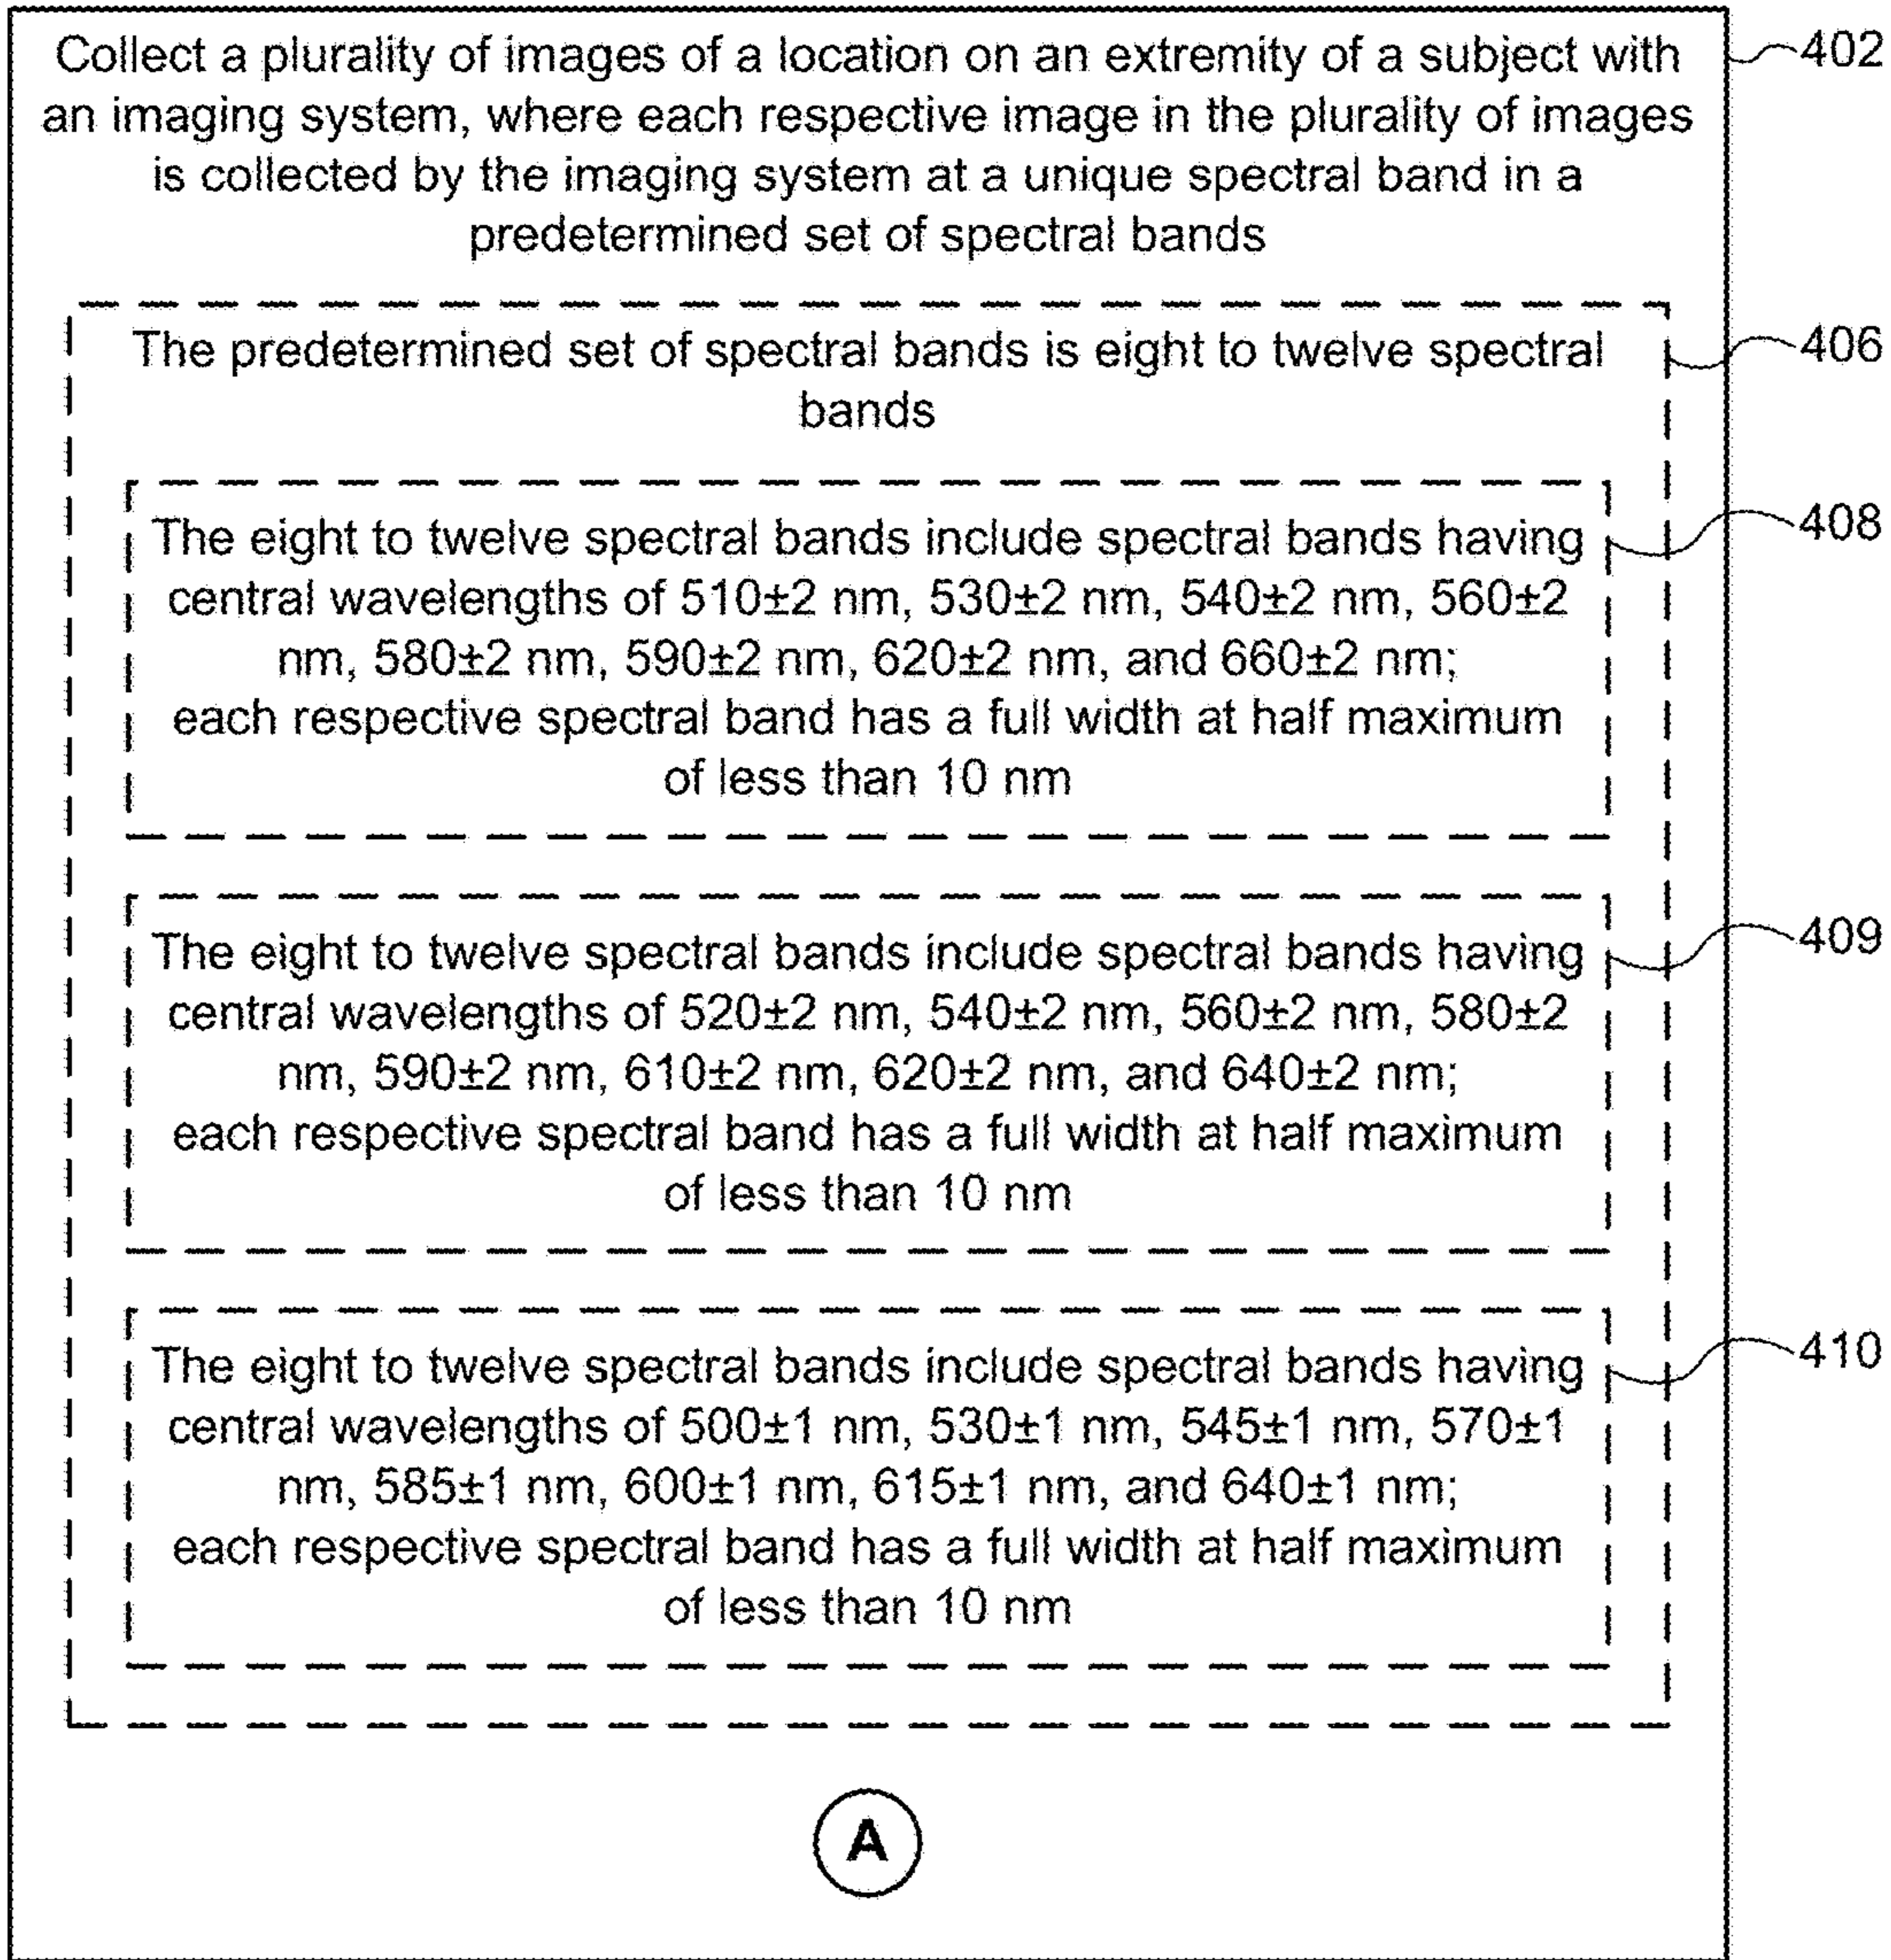 Collect a plurality of images of a location on an extremity of a subject with
an imaging system, where each respective image in the plurality of images
is collected by the imaging system at a unique spectral band in a
predetermined set of spectral bands
402
The predetermined set of spectral bands is eight to twelve spectral
bands
406
The eight to twelve spectral bands include spectral bands having
central wavelengths of 510±2 nm, 530±2 nm, 540±2 nm, 560±2
nm, 580±2 nm, 590±2 nm, 620±2 nm, and 660±2 nm;
each respective spectral band has a full width at half maximum
of less than 10 nm
408
The eight to twelve spectral bands include spectral bands having
central wavelengths of 520±2 nm, 540±2 nm, 560±2 nm, 580±2
nm, 590±2 nm, 610±2 nm, 620±2 nm, and 640±2 nm;
each respective spectral band has a full width at half maximum
of less than 10 nm
409
The eight to twelve spectral bands include spectral bands having
central wavelengths of 500±1 nm, 530±1 nm, 545±1 nm, 570±1
nm, 585±1 nm, 600±1 nm, 615±1 nm, and 640±1 nm;
each respective spectral band has a full width at half maximum
of less than 10 nm
410
A